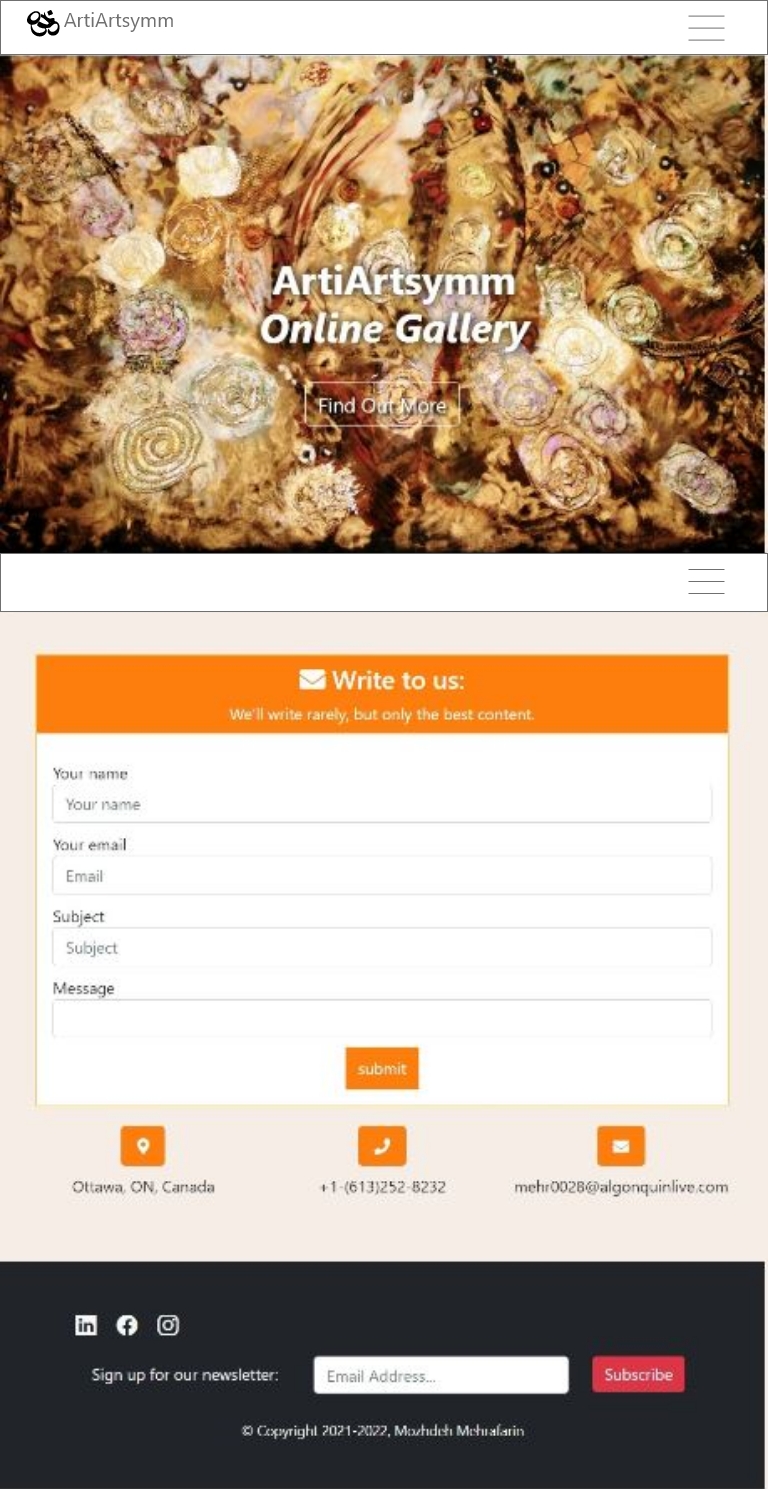 ArtiArtsymm
ArtiArtsymm
Online Gallery
Find Out More
Write to us:
We'll write rarely, but only the best content.
Your name
Your name
Your email
Email
Subject
Subject
Message
submit
Ottawa, ON, Canada +1-(613)252-8232 mehr0028@algonquinlive.com
Sign up for our newsletter: Email Address... Subscribe
© Copyright 2021-2022, Mozhdeh Mehrafarin